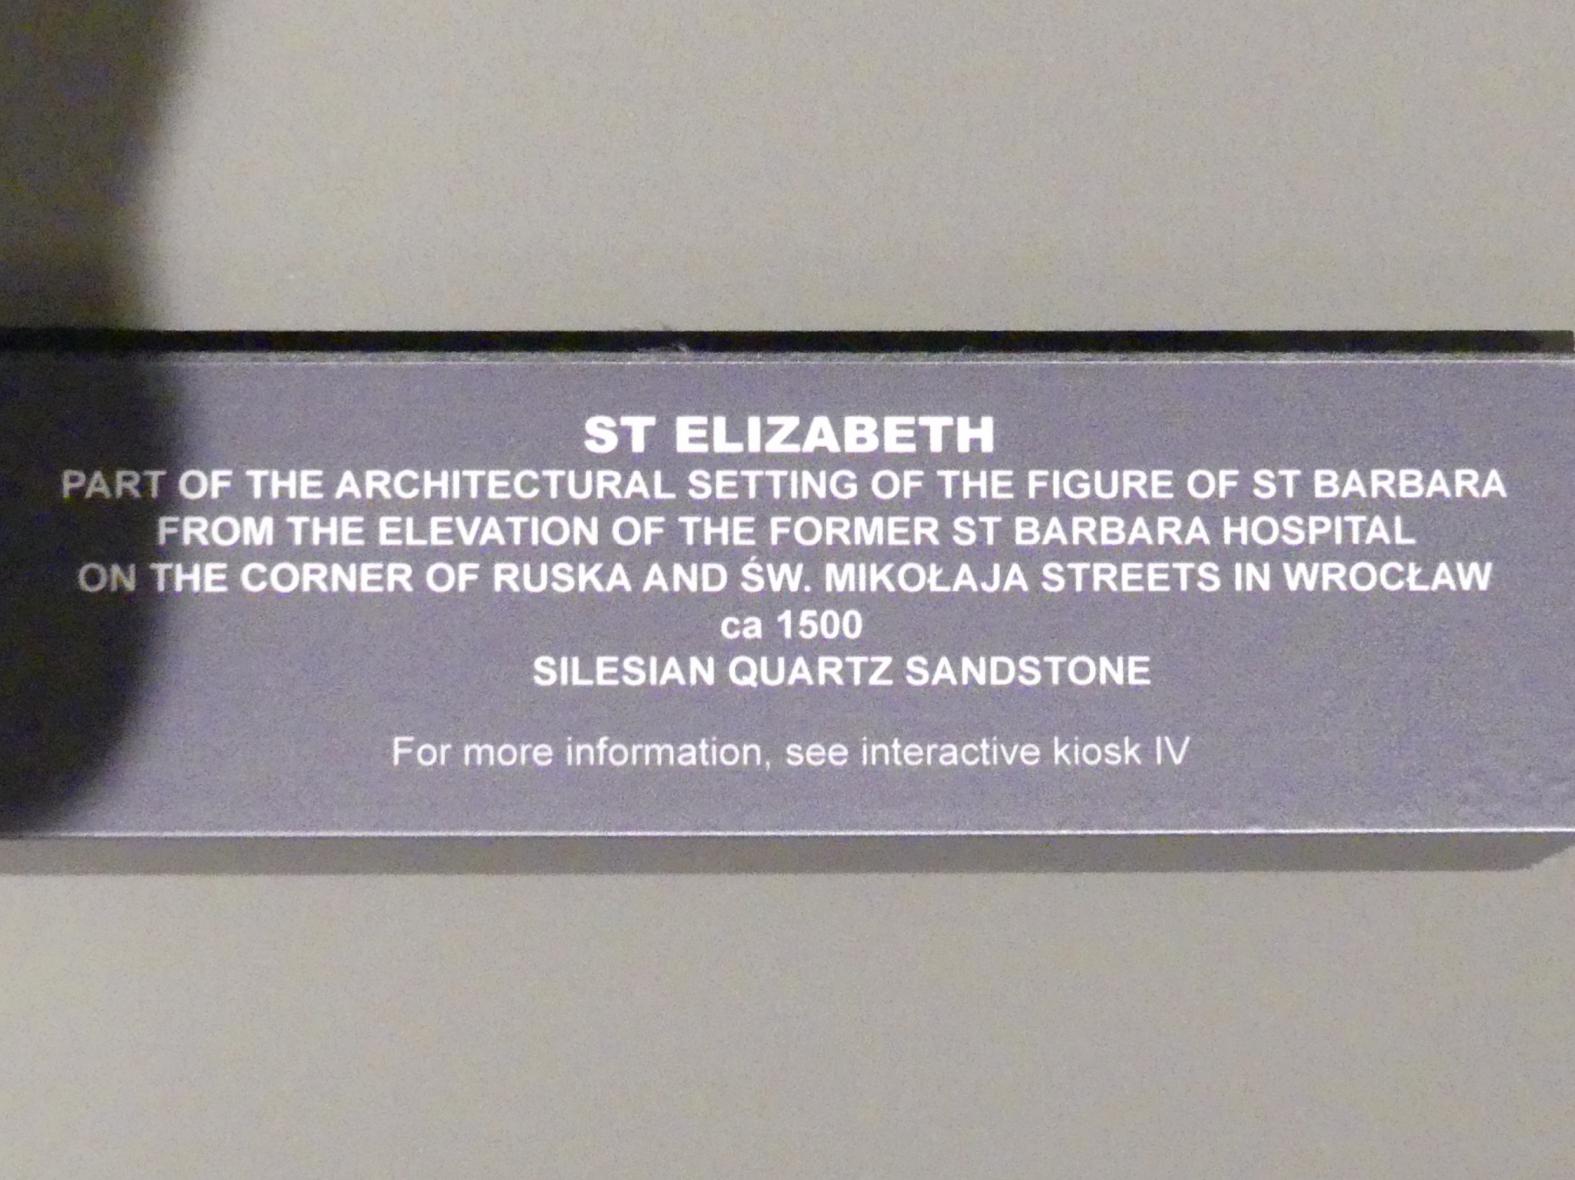 ST ELIZABETH
PART OF THE ARCHITECTURAL SETTING OF THE FIGURE OF ST BARBARA
FROM THE ELEVATION OF THE FORMER ST BARBARA HOSPITAL
ON THE CORNER OF RUSKA AND ŚW. MIKOŁAJA STREETS IN WROCŁAW
ca 1500
SILESIAN QUARTZ SANDSTONE
For more information, see interactive kiosk IV